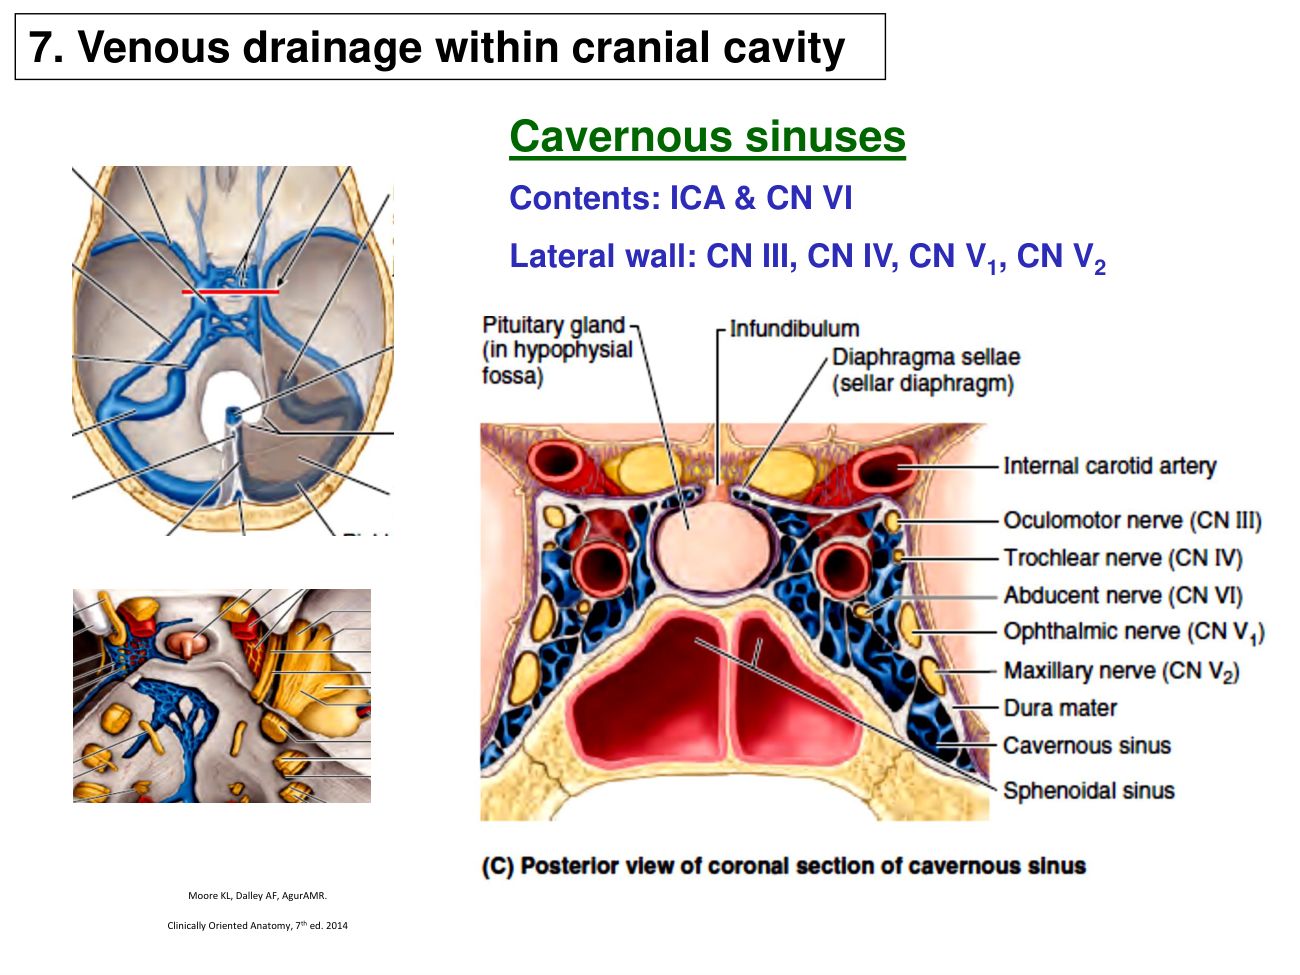 7. Venous drainage within cranial cavity
Cavernous sinuses
Contents: ICA & CN VI
Lateral wall: CN III, CN IV, CN V1, CN V2
Pituitary gland
(in hypophysial
fossa)
Infundibulum
Diaphragma sellae
(sellar diaphragm)
Internal carotid artery
Oculomotor nerve (CN III)
Trochlear nerve (CN IV)
Abducent nerve (CN VI)
Ophthalmic nerve (CN V1)
Maxillary nerve (CN V2)
Dura mater
Cavernous sinus
Sphenoidal sinus
(C) Posterior view of coronal section of cavernous sinus
Moore KL, Dalley AF, AgurAMR.
Clinically Oriented Anatomy, 7th ed. 2014